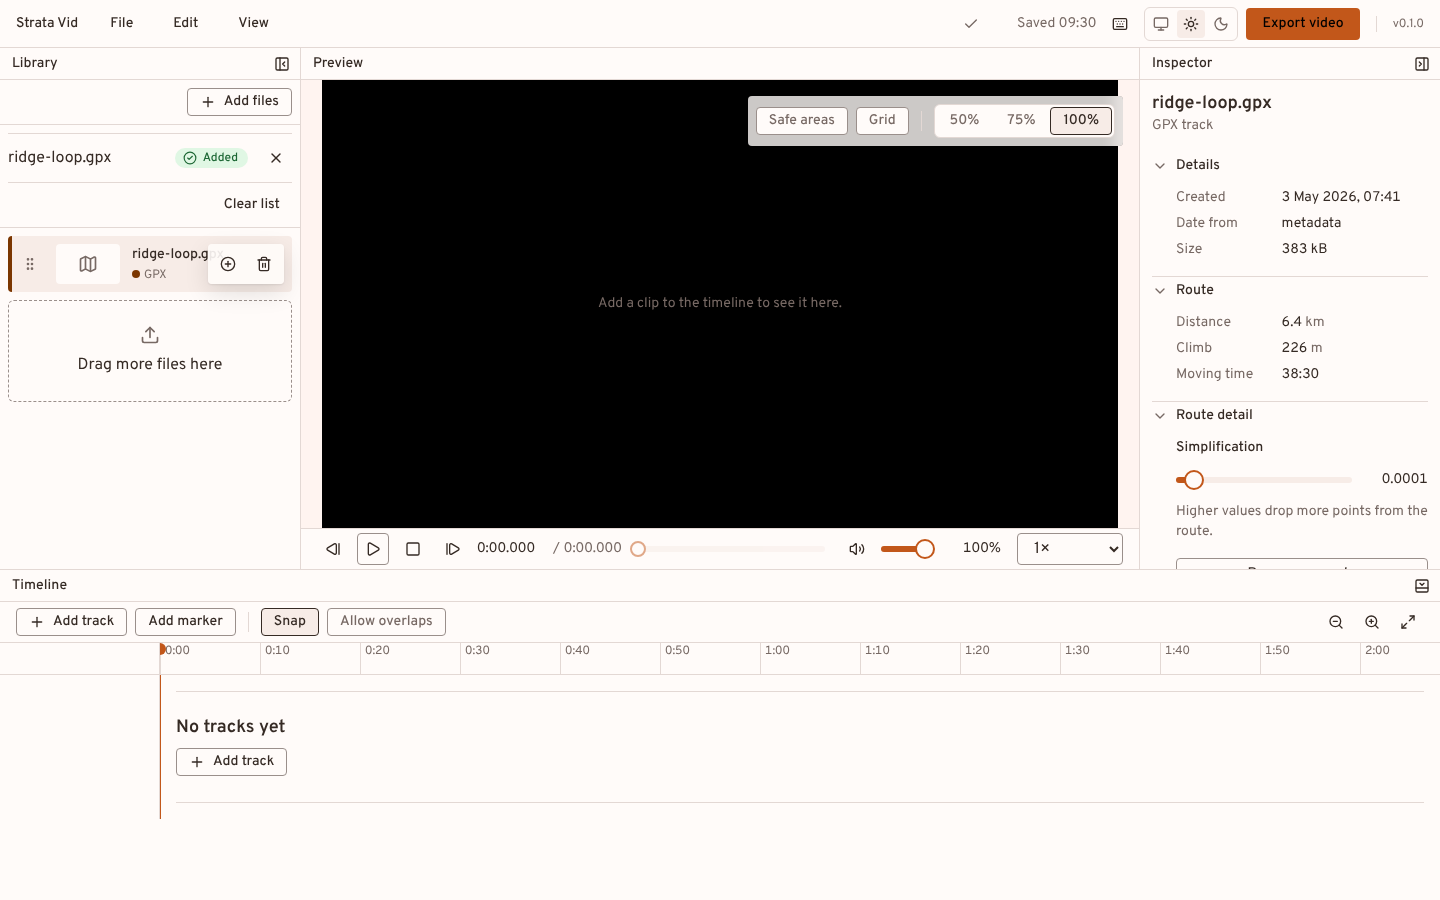 Strata Vid File Edit View Saved 09:30 Export video v0.1.0
Library
Add files
ridge-loop.gpx Added
Clear list
ridge-loop.gpx
GPX
Drag more files here
Preview
Safe areas Grid 50% 75% 100%
Add a clip to the timeline to see it here.
0:00.000 / 0:00.000 100% 1×
Inspector
ridge-loop.gpx
GPX track
Details
Created 3 May 2026, 07:41
Date from metadata
Size 383 kB
Route
Distance 6.4 km
Climb 226 m
Moving time 38:30
Route detail
Simplification
0.0001
Higher values drop more points from the
route.
Timeline
Add track Add marker Snap Allow overlaps
0:00 0:10 0:20 0:30 0:40 0:50 1:00 1:10 1:20 1:30 1:40 1:50 2:00
No tracks yet
Add track